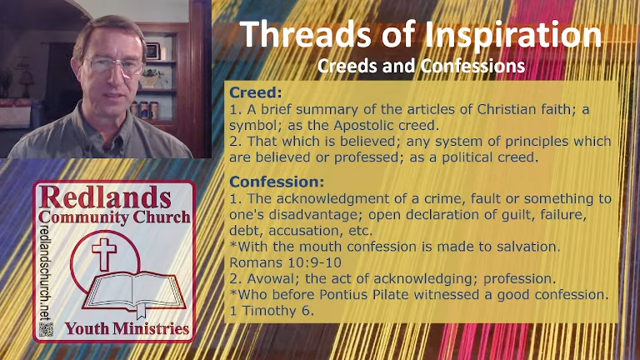 Threads of Inspiration
Creeds and Confessions
Creed:
1. A brief summary of the articles of Christian faith; a
symbol; as the Apostolic creed.
2. That which is believed; any system of principles which
are believed or professed; as a political creed.
Confession:
1. The acknowledgment of a crime, fault or something to
one's disadvantage; open declaration of guilt, failure,
debt, accusation, etc.
*With the mouth confession is made to salvation.
Romans 10:9-10
2. Avowal; the act of acknowledging; profession.
*Who before Pontius Pilate witnessed a good confession.
1 Timothy 6.
Redlands
Community Church
redlandschurch.net
Youth Ministries